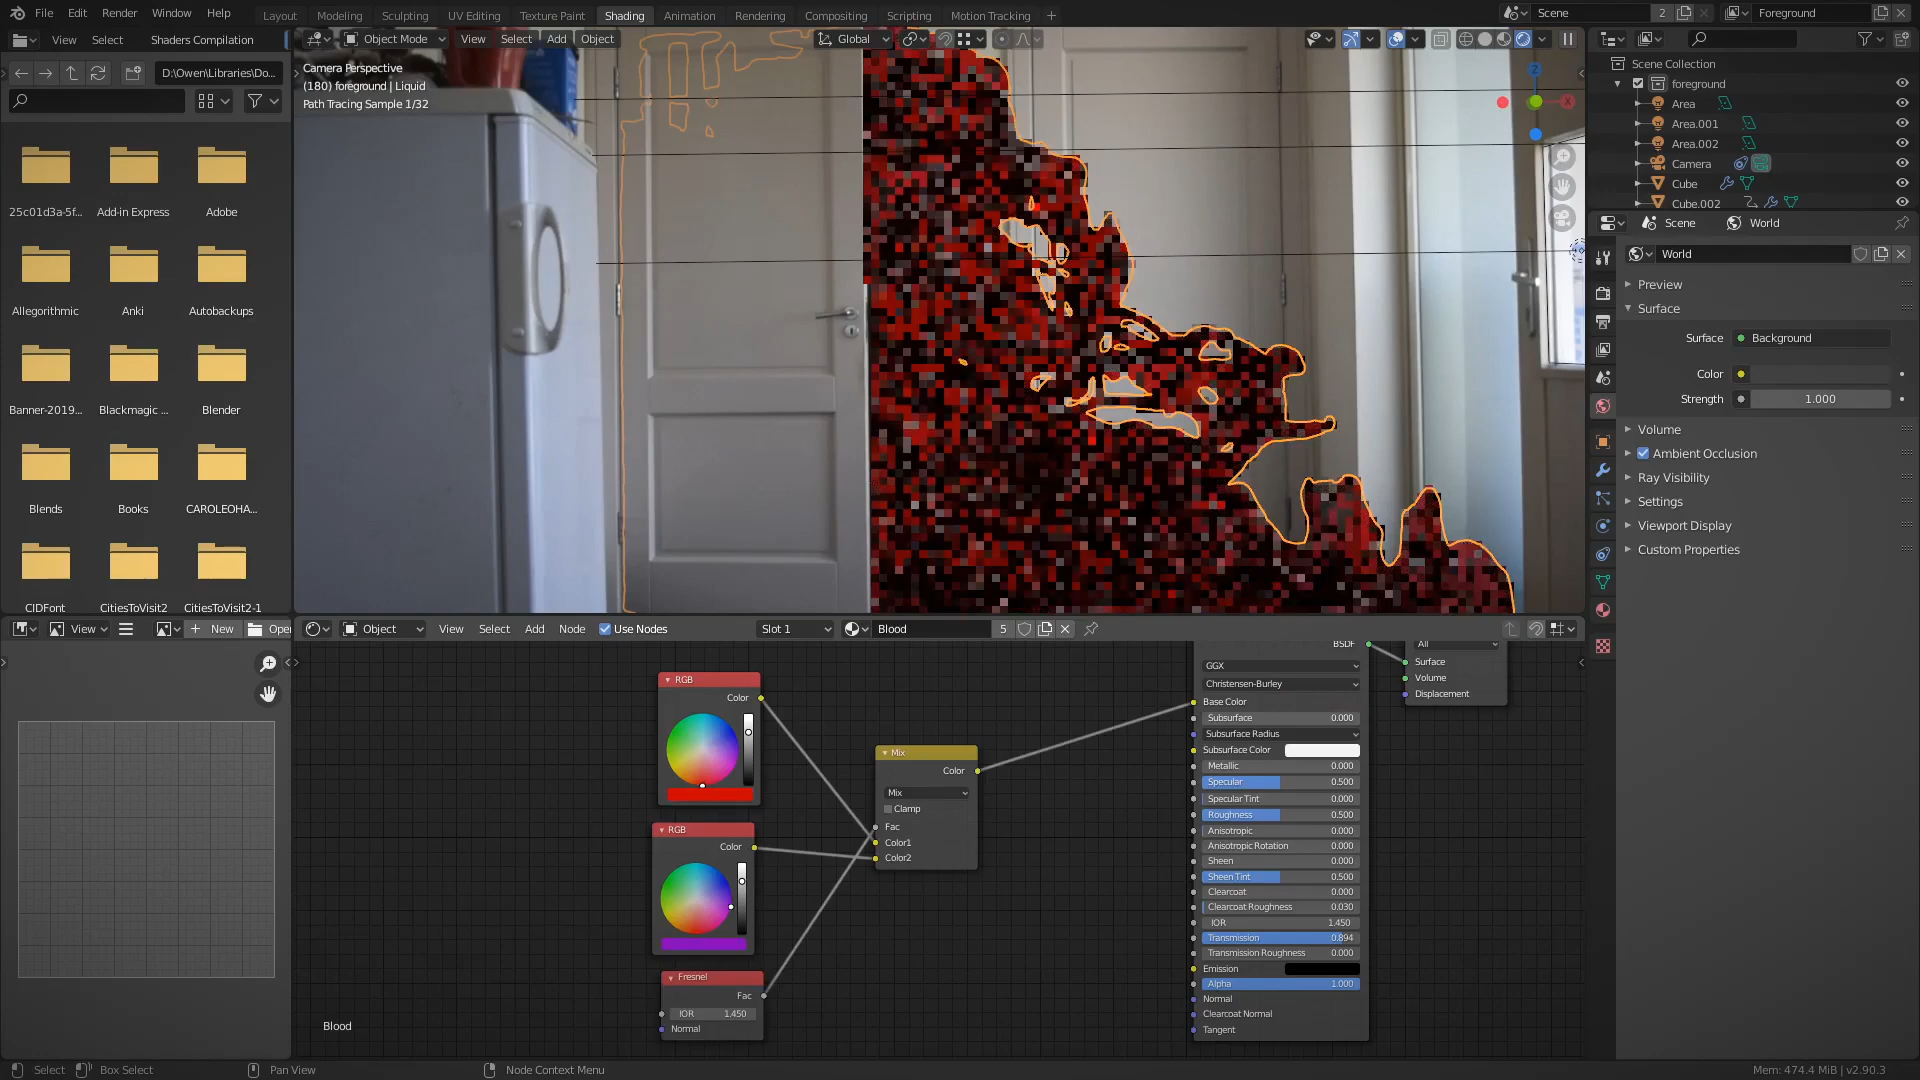 File Edit Render Window Help
Layout Modeling Sculpting UV Editing Texture Paint Shading Animation Rendering Compositing Scripting Motion Tracking +
Scene 2 Foreground
View Select Shaders Compilation
Object Mode View Select Add Object Global
D:\Owen\Libraries\Do...
Camera Perspective
(180) foreground | Liquid
Path Tracing Sample 1/32
25c01d3a-5f... Add-in Express Adobe
Allegorithmic Anki Autobackups
Banner-2019... Blackmagic ... Blender
Blends Books CAROLEOHA...
CIDFont CitiesToVisit2 CitiesToVisit2-1
Z
X
Scene Collection
foreground
Area
Area.001
Area.002
Camera
Cube
Cube.002
Scene World
World
Preview
Surface
Surface Background
Color
Strength 1.000
Volume
Ambient Occlusion
Ray Visibility
Settings
Viewport Display
Custom Properties
View New Open
Object View Select Add Node Use Nodes Slot 1 Blood 5
RGB
Color
RGB
Color
Fresnel
Fac
IOR 1.450
Normal
Mix
Color
Mix
Clamp
Fac
Color1
Color2
BSDF
GGX
Christensen-Burley
Base Color
Subsurface 0.000
Subsurface Radius
Subsurface Color
Metallic 0.000
Specular 0.500
Specular Tint 0.000
Roughness 0.500
Anisotropic 0.000
Anisotropic Rotation 0.000
Sheen 0.000
Sheen Tint 0.500
Clearcoat 0.000
Clearcoat Roughness 0.030
IOR 1.450
Transmission 0.894
Transmission Roughness 0.000
Emission
Alpha 1.000
Normal
Clearcoat Normal
Tangent
All
Surface
Volume
Displacement
Blood
Select Box Select Pan View Node Context Menu Mem: 474.4 MiB | v2.90.3